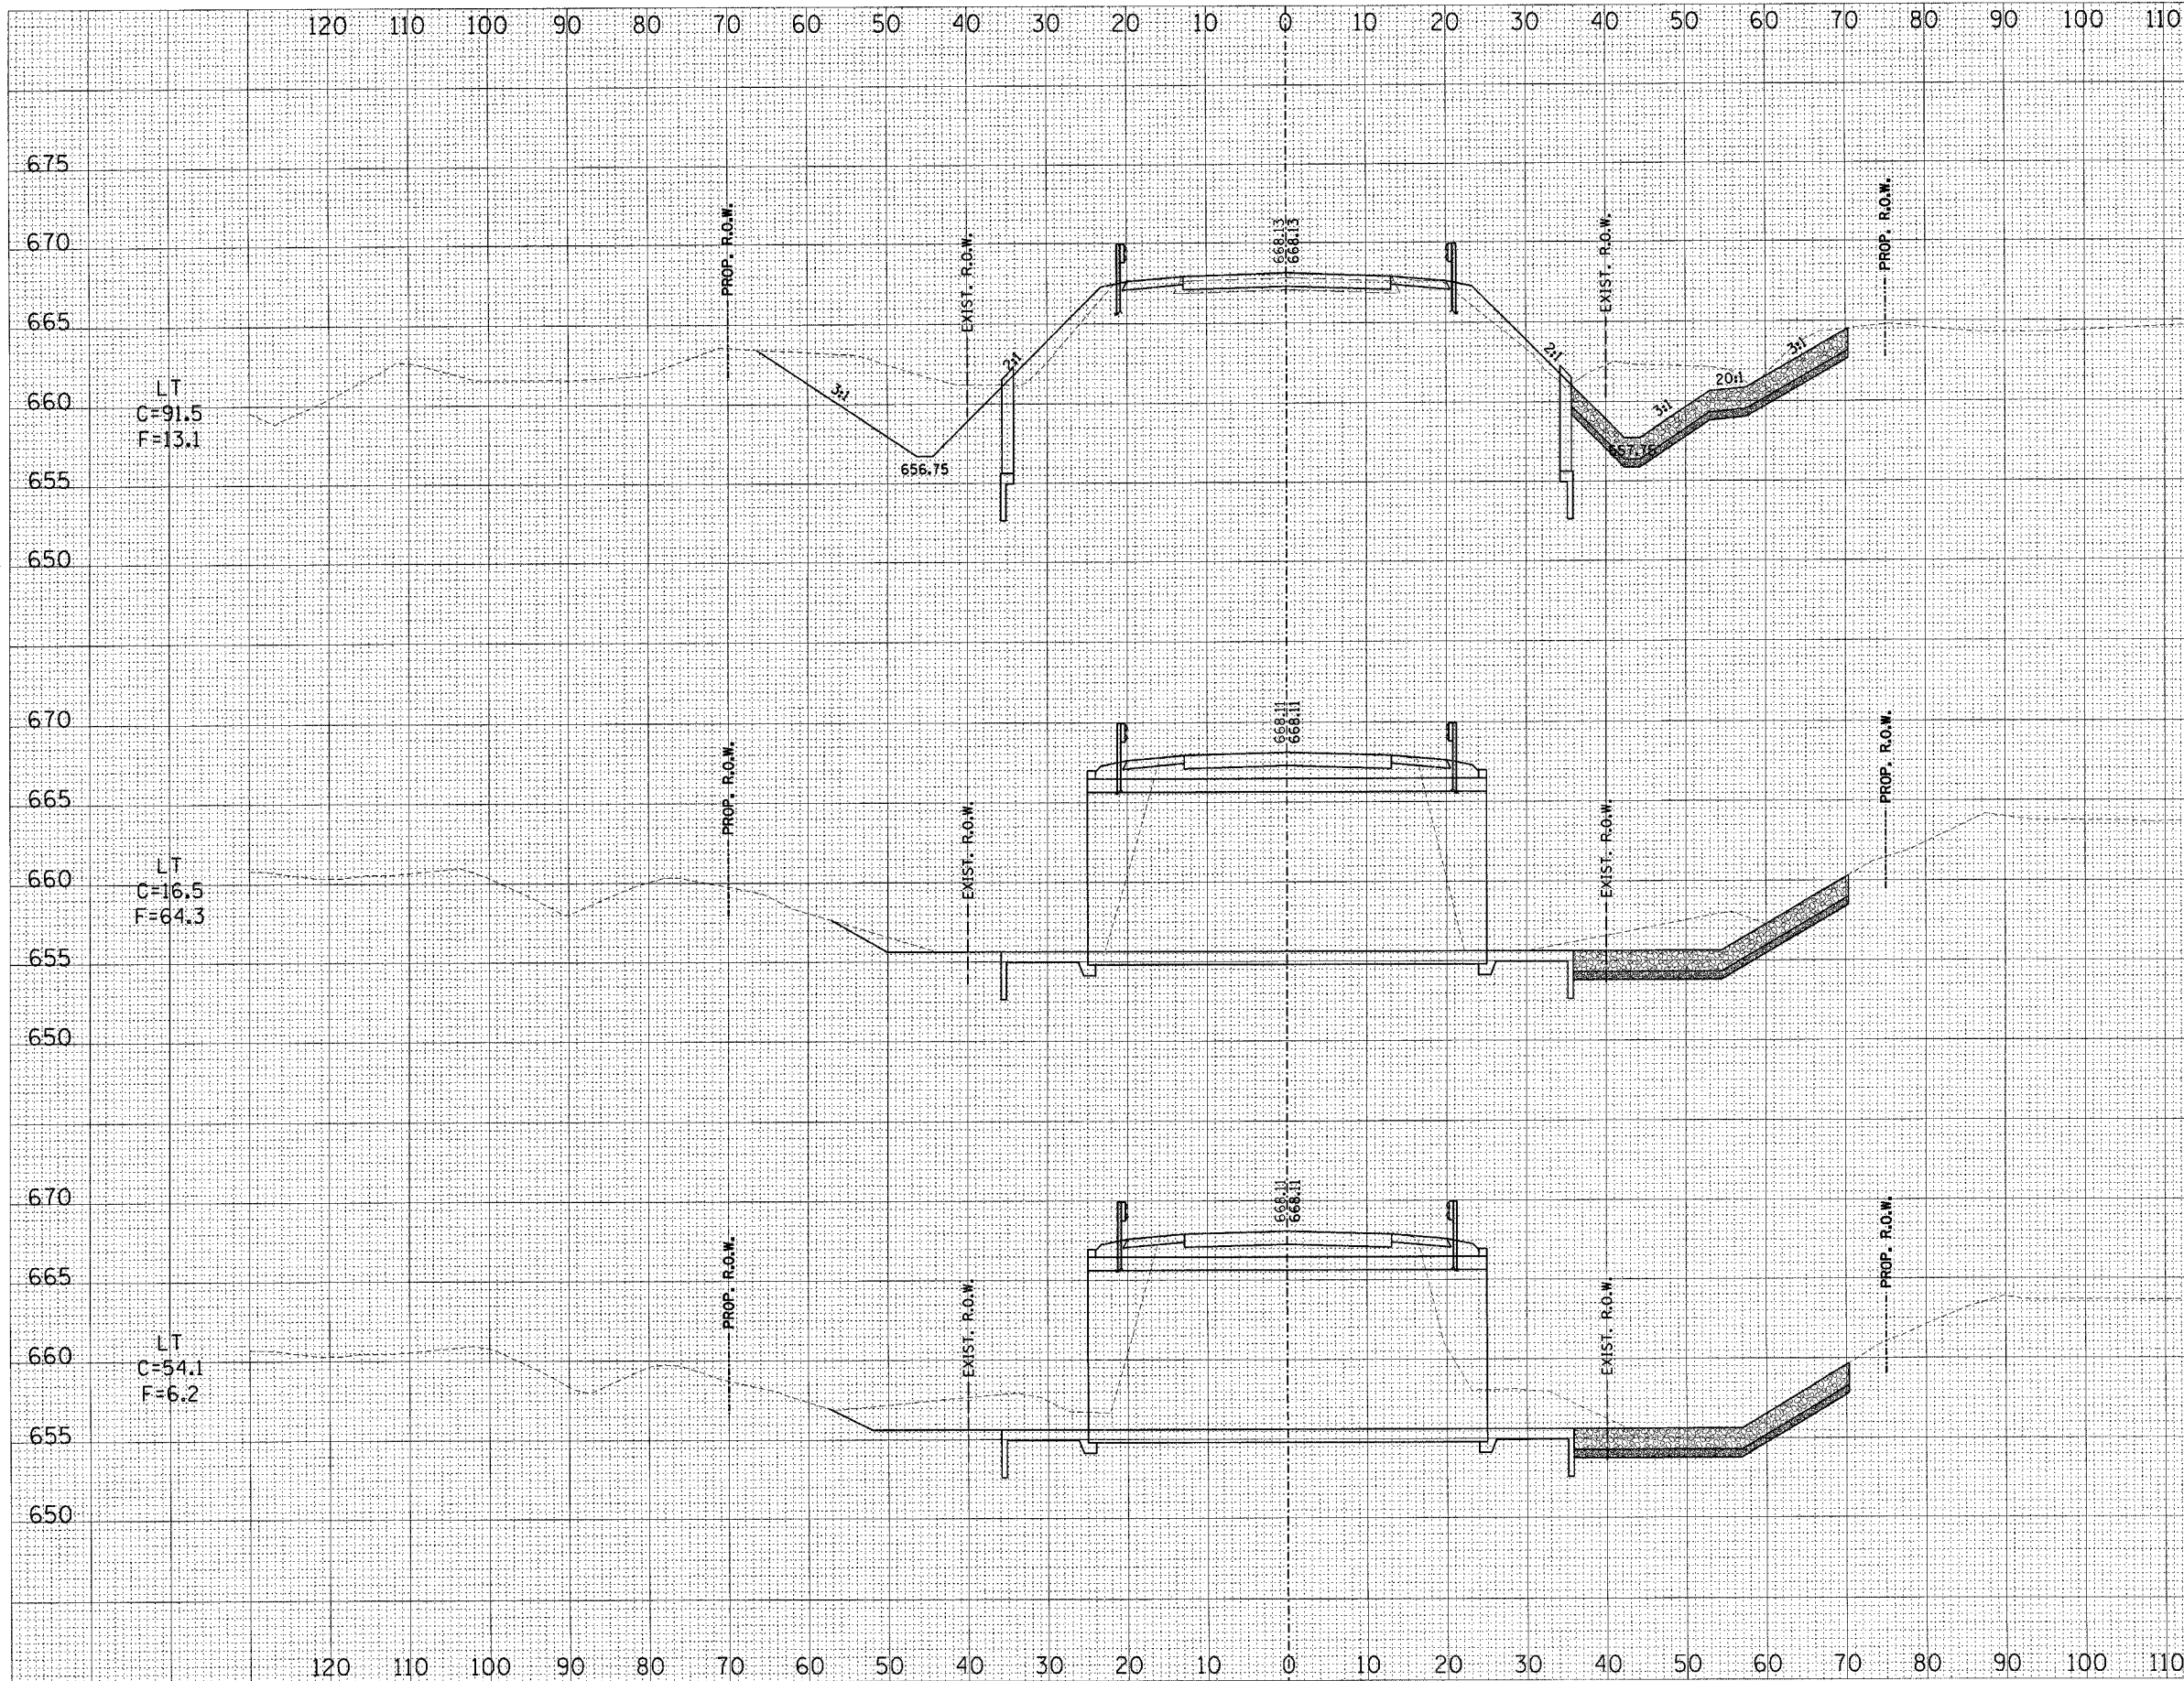 120 110 100 90 80 70 60 50 40 30 20 10 0 10 20 30 40 50 60 70 80 90 100 110
675
670
665
660
655
650
LT
C=91.5
F=13.1
PROP. R.O.W.
EXIST. R.O.W.
668.13
668.13
EXIST. R.O.W.
PROP. R.O.W.
3:1
656.75
2:1
2:1
657.76
3:1
20:1
3:1
670
665
660
655
650
LT
C=16.5
F=64.3
PROP. R.O.W.
EXIST. R.O.W.
668.11
668.11
EXIST. R.O.W.
PROP. R.O.W.
670
665
660
655
650
LT
C=54.1
F=6.2
PROP. R.O.W.
EXIST. R.O.W.
668.11
668.11
EXIST. R.O.W.
PROP. R.O.W.
120 110 100 90 80 70 60 50 40 30 20 10 0 10 20 30 40 50 60 70 80 90 100 110